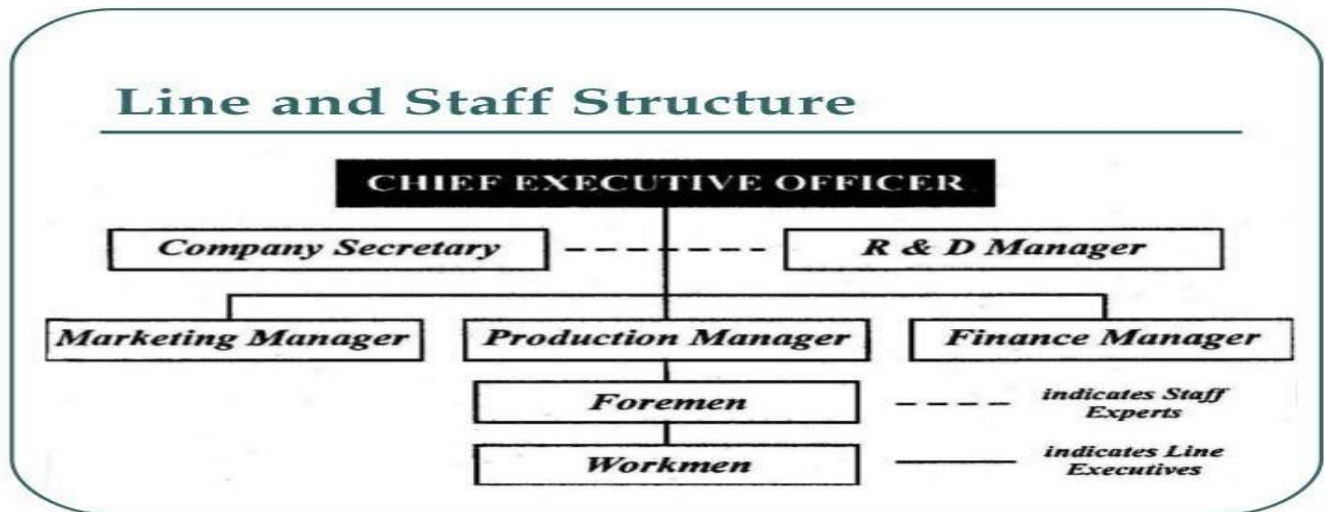 Line and Staff Structure
CHIEF EXECUTIVE OFFICER
Company Secretary
R & D Manager
Marketing Manager
Production Manager
Finance Manager
Foremen
indicates Staff
Experts
Workmen
indicates Line
Executives